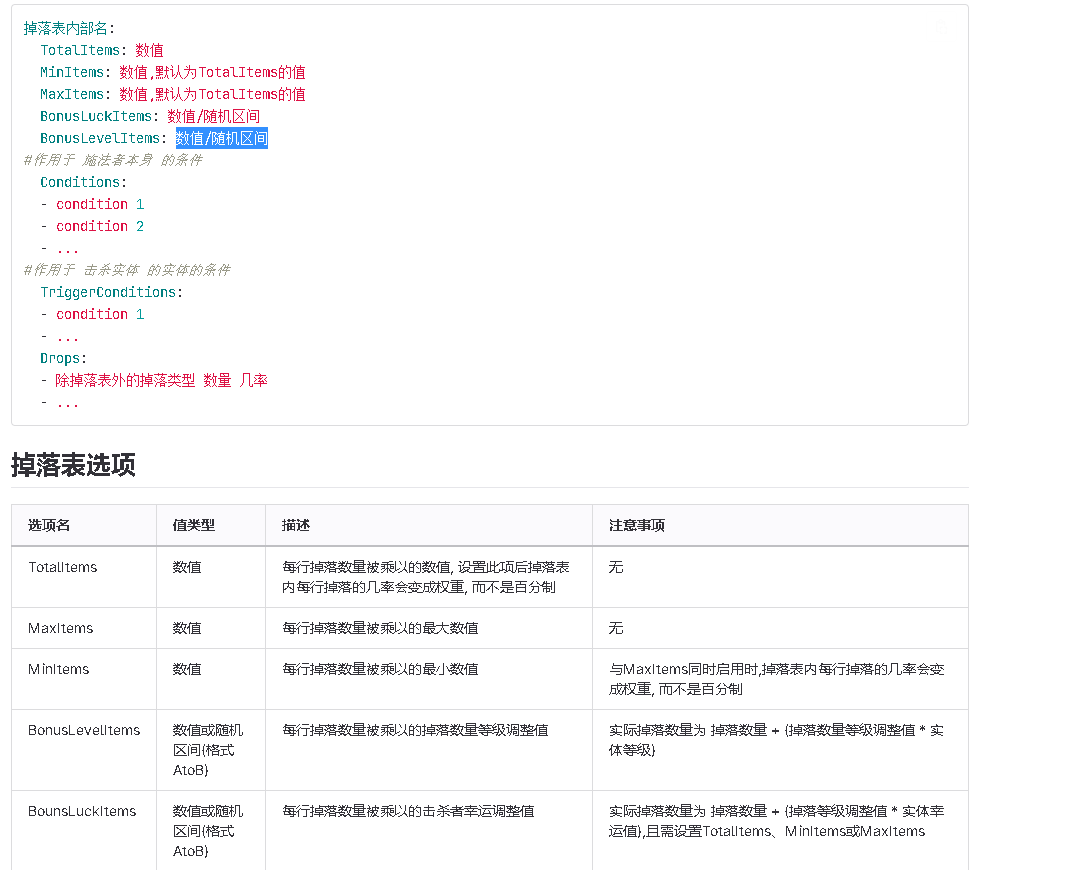 掉落表内部名:
TotalItems: 数值
MinItems: 数值,默认为TotalItems的值
MaxItems: 数值,默认为TotalItems的值
BonusLuckItems: 数值/随机区间
BonusLevelItems: 数值/随机区间
#作用于 施法者本身 的条件
Conditions:
- condition 1
- condition 2
- ...
#作用于 击杀实体 的实体的条件
TriggerConditions:
- condition 1
- ...
Drops:
- 除掉落表外的掉落类型 数量 几率
- ...
掉落表选项
选项名 值类型 描述 注意事项
TotalItems 数值 每行掉落数量被乘以的数值, 设置此项后掉落表 无
内每行掉落的几率会变成权重, 而不是百分制
MaxItems 数值 每行掉落数量被乘以的最大数值 无
MinItems 数值 每行掉落数量被乘以的最小数值 与MaxItems同时启用时,掉落表内每行掉落的几率会变
成权重, 而不是百分制
BonusLevelItems 数值或随机 每行掉落数量被乘以的掉落数量等级调整值 实际掉落数量为 掉落数量 + (掉落数量等级调整值 * 实
区间(格式 体等级)
AtoB)
BounsLuckItems 数值或随机 每行掉落数量被乘以的击杀者幸运调整值 实际掉落数量为 掉落数量 + (掉落等级调整值 * 实体幸
区间(格式 运值),且需设置TotalItems、MinItems或MaxItems
AtoB)